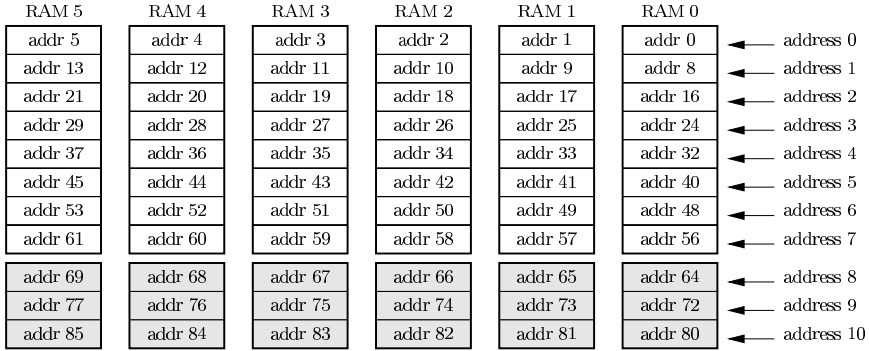 RAM 5 RAM 4 RAM 3 RAM 2 RAM 1 RAM 0
addr 5 addr 4 addr 3 addr 2 addr 1 addr 0 address 0
addr 13 addr 12 addr 11 addr 10 addr 9 addr 8 address 1
addr 21 addr 20 addr 19 addr 18 addr 17 addr 16 address 2
addr 29 addr 28 addr 27 addr 26 addr 25 addr 24 address 3
addr 37 addr 36 addr 35 addr 34 addr 33 addr 32 address 4
addr 45 addr 44 addr 43 addr 42 addr 41 addr 40 address 5
addr 53 addr 52 addr 51 addr 50 addr 49 addr 48 address 6
addr 61 addr 60 addr 59 addr 58 addr 57 addr 56 address 7
addr 69 addr 68 addr 67 addr 66 addr 65 addr 64 address 8
addr 77 addr 76 addr 75 addr 74 addr 73 addr 72 address 9
addr 85 addr 84 addr 83 addr 82 addr 81 addr 80 address 10